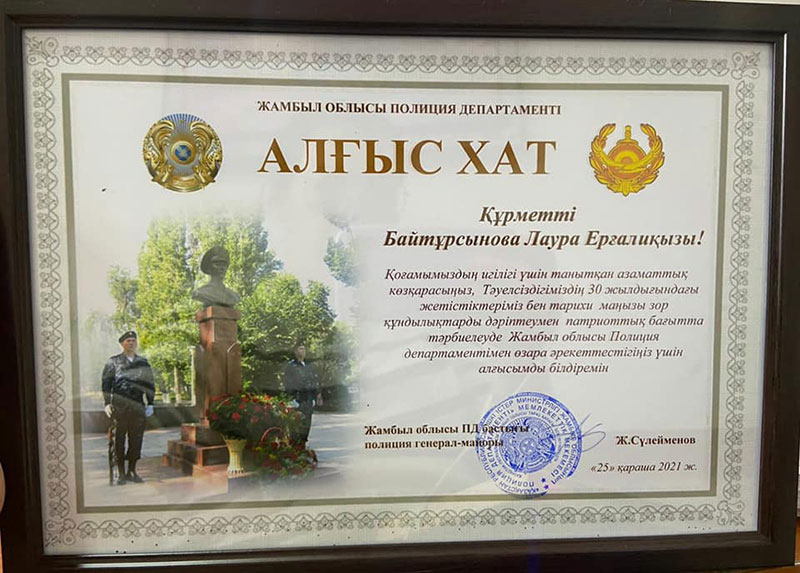 ЖАМБЫЛ ОБЛЫСЫ ПОЛИЦИЯ ДЕПАРТАМЕНТІ
АЛҒЫС ХАТ
Құрметті
Байтұрсынова Лаура Ерғалиқызы!
Қоғамымыздың игілігі үшін танытқан азаматтық
көзқарасыңыз, Тәуелсіздігіміздің 30 жылдығындағы
жетістіктеріміз бен тарихи маңызы зор
құндылықтарды дәріптеумен патриоттық бағытта
тәрбиелеуде Жамбыл облысы Полиция
департаментімен өзара әрекеттестігіңіз үшін
алғысымды білдіремін
Жамбыл облысы ПД бастығы
полиция генерал-майоры
Ж.Сүлейменов
«25» қараша 2021 ж.